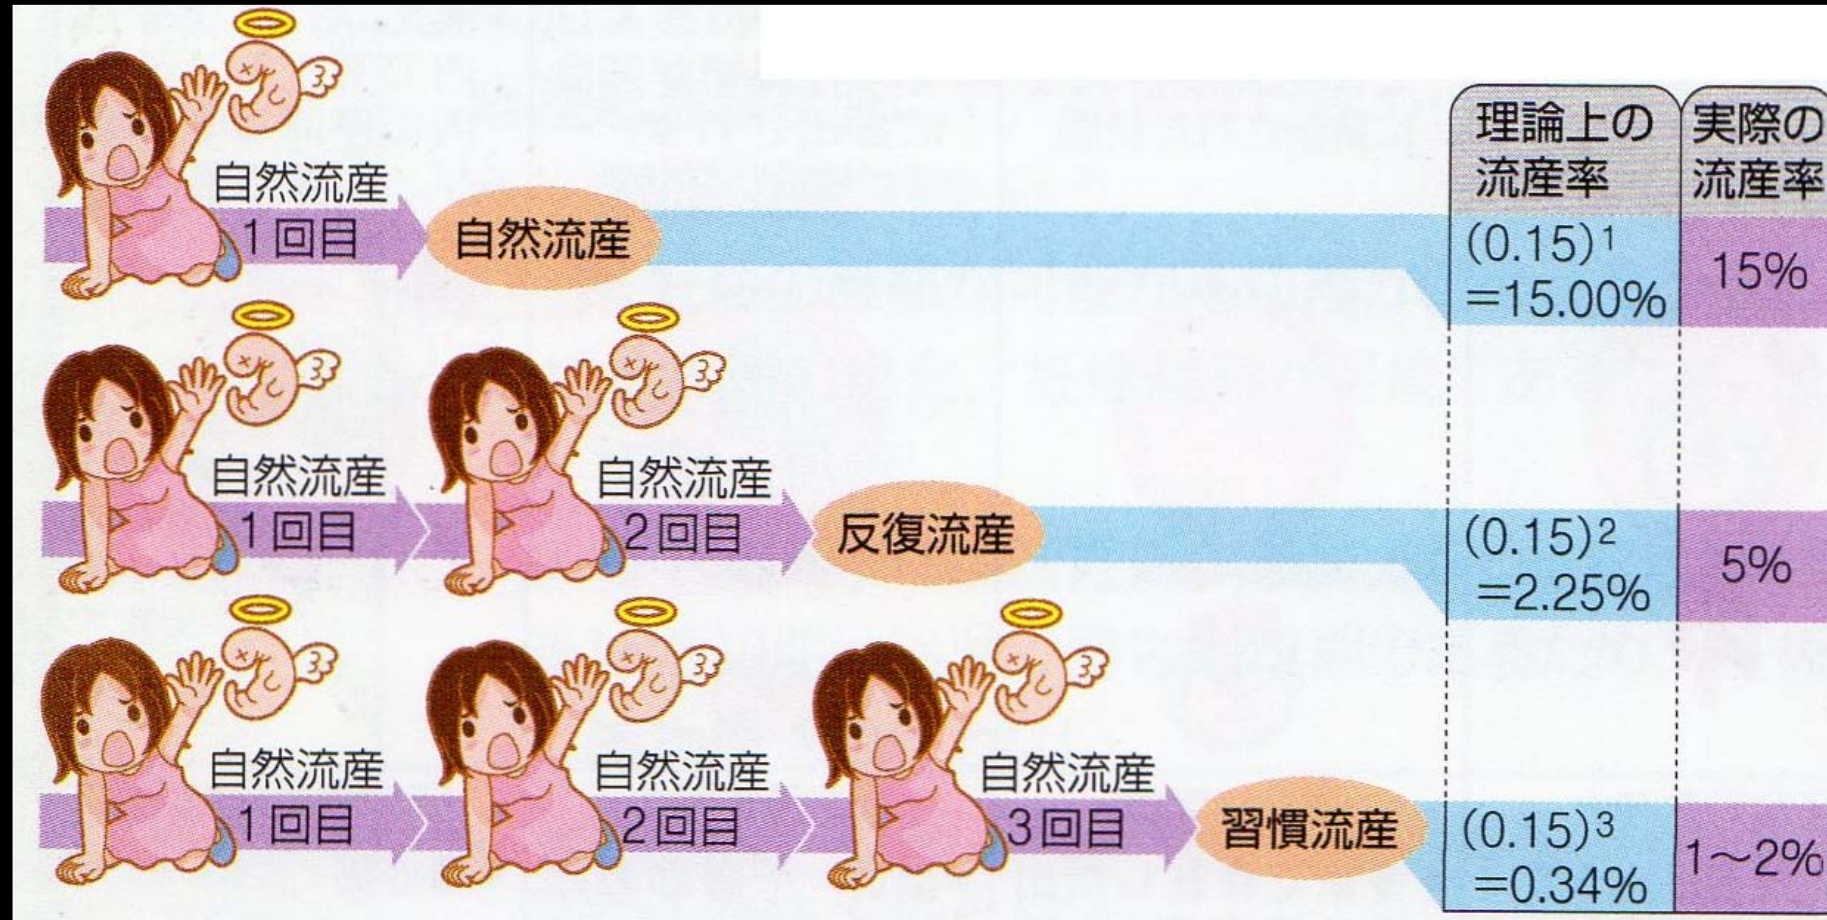 理論上の
流産率
実際の
流産率
自然流産
1回目
自然流産
(0.15)¹
=15.00%
15%
自然流産
1回目
自然流産
2回目
反復流産
(0.15)²
=2.25%
5%
自然流産
1回目
自然流産
2回目
自然流産
3回目
習慣流産
(0.15)³
=0.34%
1〜2%